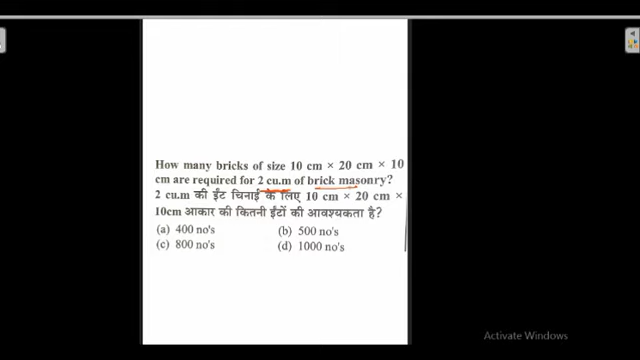 How many bricks of size 10 cm × 20 cm × 10
cm are required for 2 cu.m of brick masonry?
2 cu.m की ईंट चिनाई के लिए 10 cm × 20 cm ×
10cm आकार की कितनी ईंटों की आवश्यकता है?
(a) 400 no's (b) 500 no's
(c) 800 no's (d) 1000 no's
Activate Windows